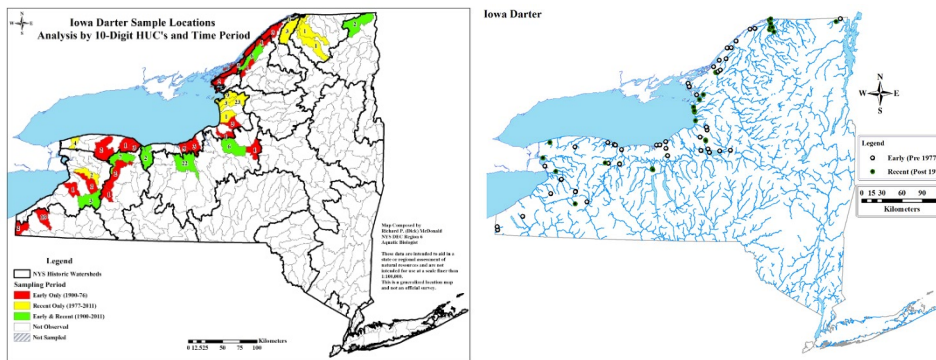 Iowa Darter Sample Locations
Analysis by 10-Digit HUC's and Time Period
N
W
E
S
Map Composed by
Richard P. (Dick) McDonald
NYS DEC Region 6
Aquatic Biologist
These data are intended to aid in a
state or regional assessment of
natural resources and are not
intended for use at a scale finer than
1:100,000.
This is a generalized location map
and not an official survey.
Legend
NYS Historic Watersheds
Sampling Period
Early Only (1900-76)
Recent Only (1977-2011)
Early & Recent (1900-2011)
Not Observed
Not Sampled
Kilometers
0 12.525 50 75 100
Iowa Darter
N
W
E
S
Legend
Early (Pre 1977
Recent (Post 19
0 15 30 60 90
Kilometers